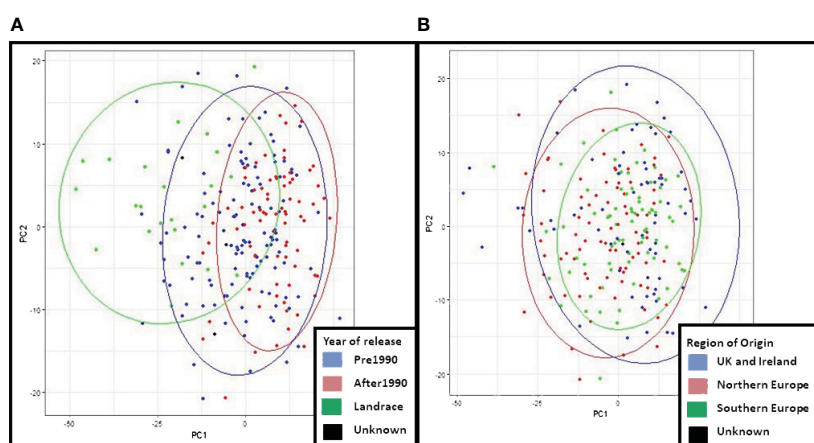 A
20
10
0
-10
-20
PC2
-50
-25
0
PC1
Year of release
Pre1990
After1990
Landrace
Unknown
B
20
10
0
-10
-20
PC2
-50
-25
0
PC1
Region of Origin
UK and Ireland
Northern Europe
Southern Europe
Unknown